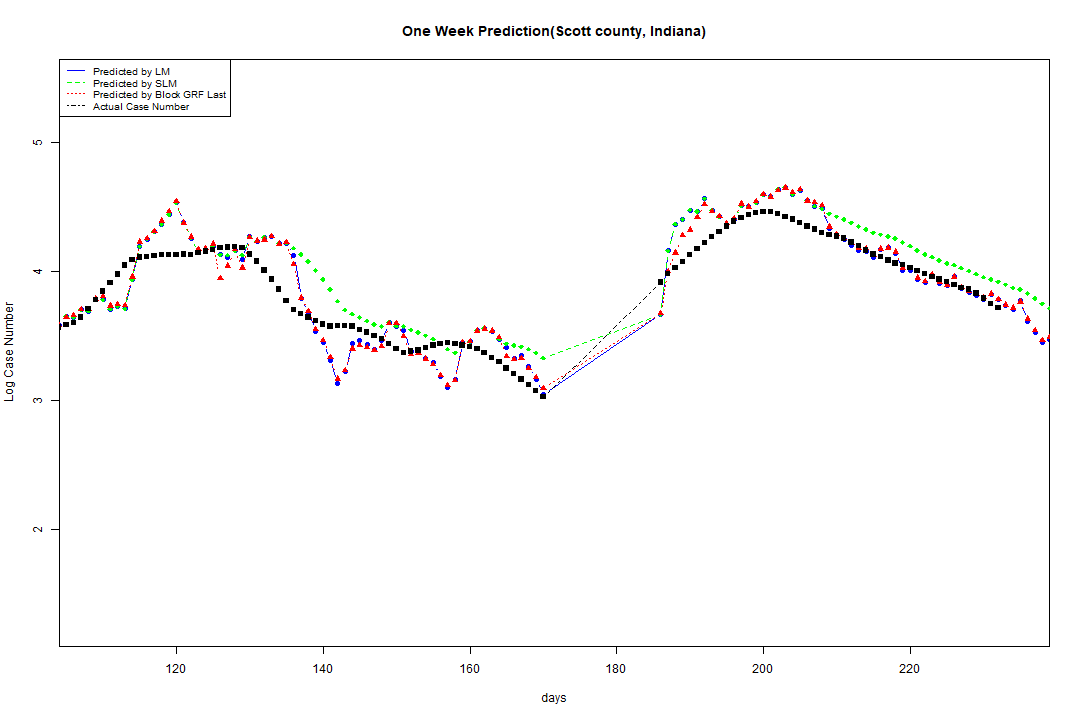 One Week Prediction(Scott county, Indiana)
Predicted by LM
Predicted by SLM
Predicted by Block GRF Last
Actual Case Number
5
4
3
2
Log Case Number
120 140 160 180 200 220
days